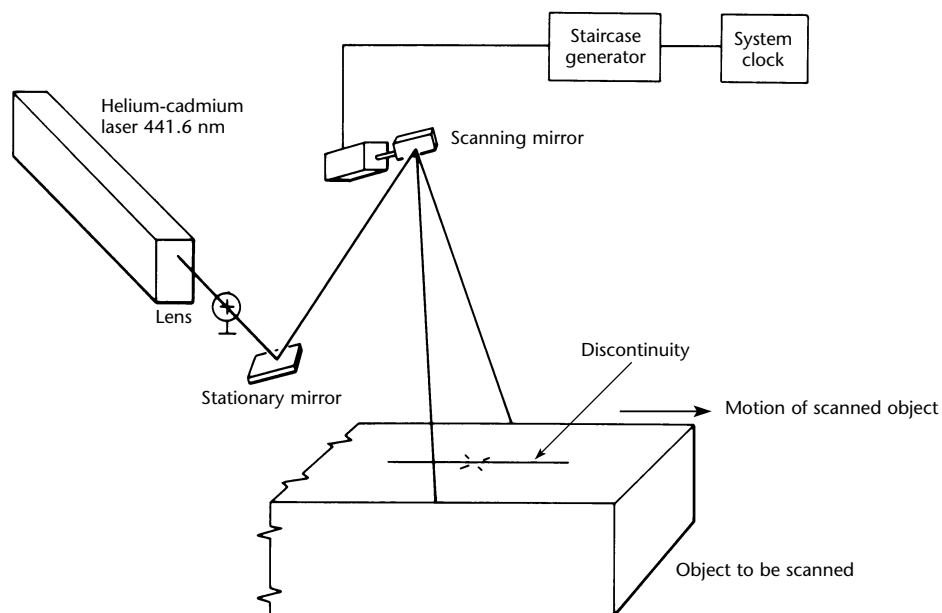 Staircase
generator
System
clock
Helium-cadmium
laser 441.6 nm
Scanning mirror
Lens
Stationary mirror
Discontinuity
Motion of scanned object
Object to be scanned